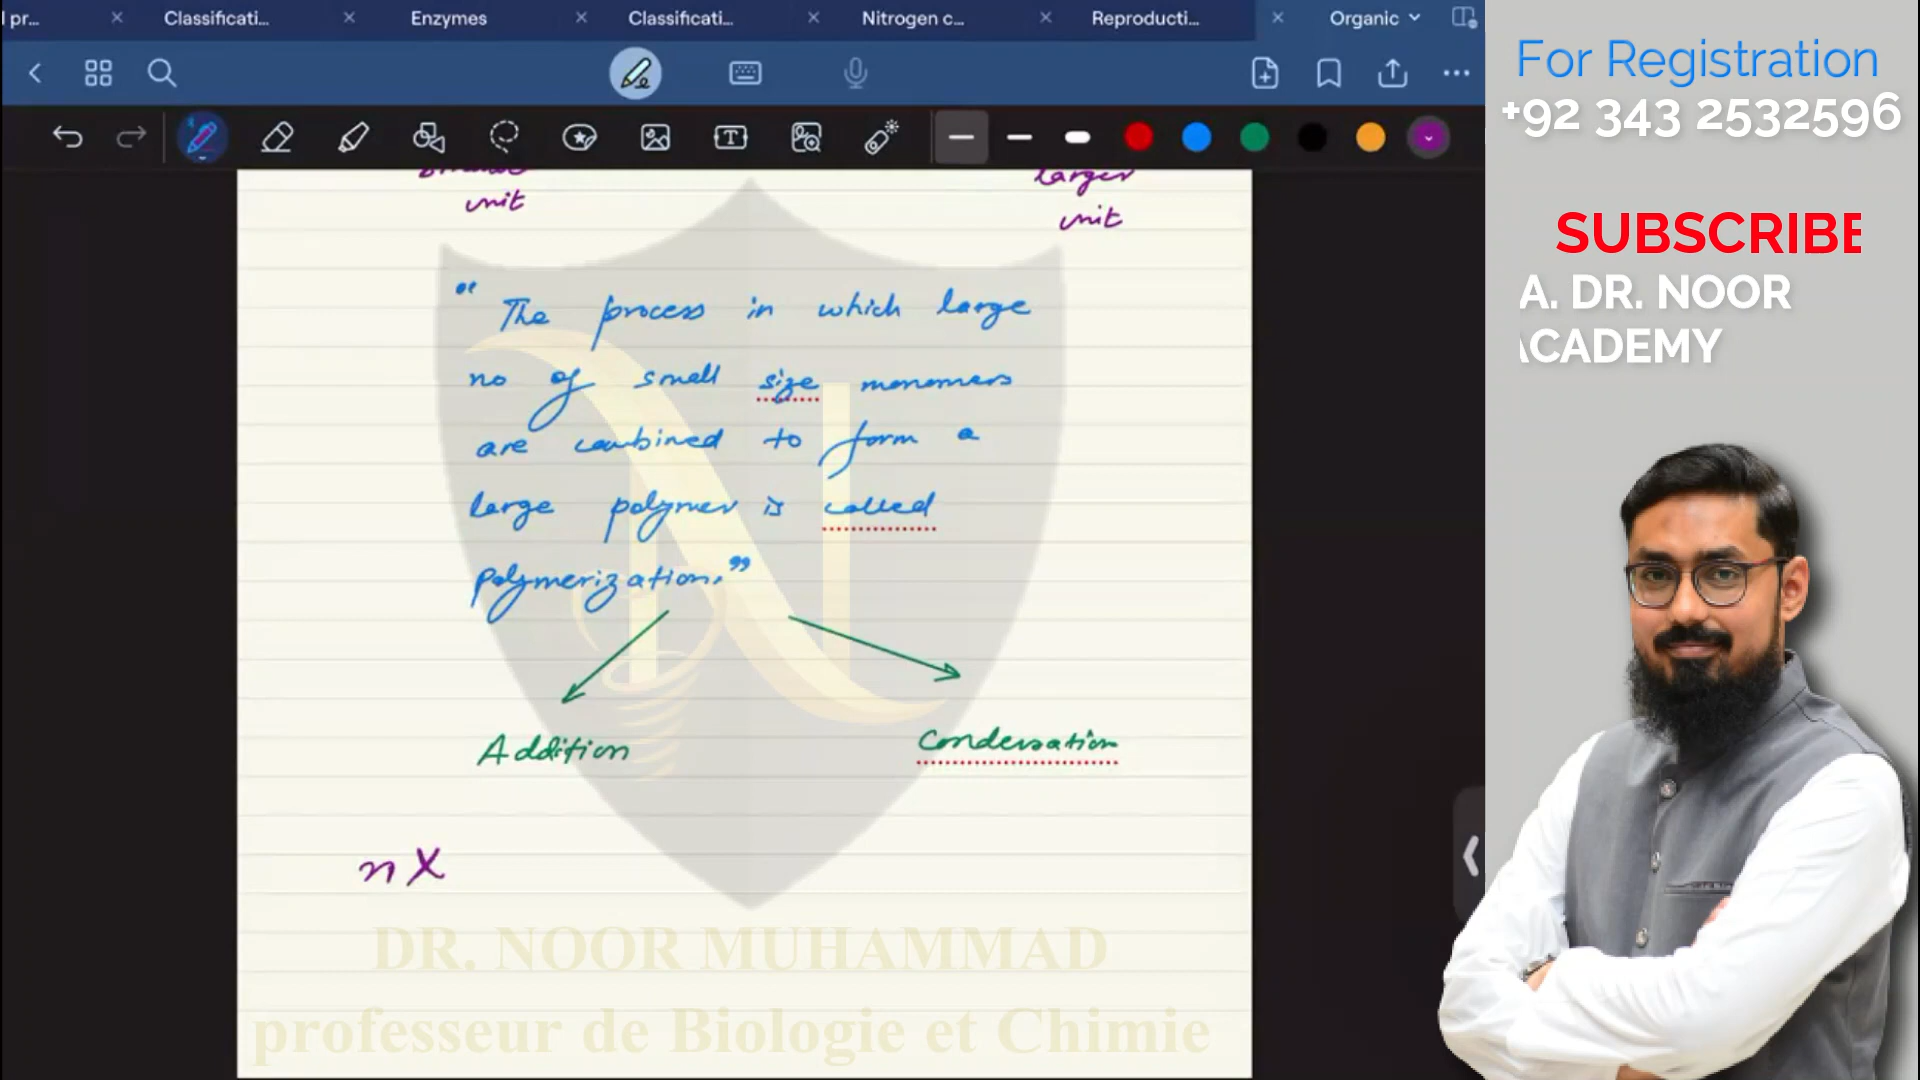 l pr...
Classificati...
Enzymes
Classificati...
Nitrogen c...
Reproducti...
Organic
For Registration
+92 343 2532596
SUBSCRIBE
A. DR. NOOR
ACADEMY
unit
larger
unit
" The process in which large
no of small size monomers
are combined to form a
large polymer is called
polymerization."
Addition
Condensation
n X
DR. NOOR MUHAMMAD
professeur de Biologie et Chimie